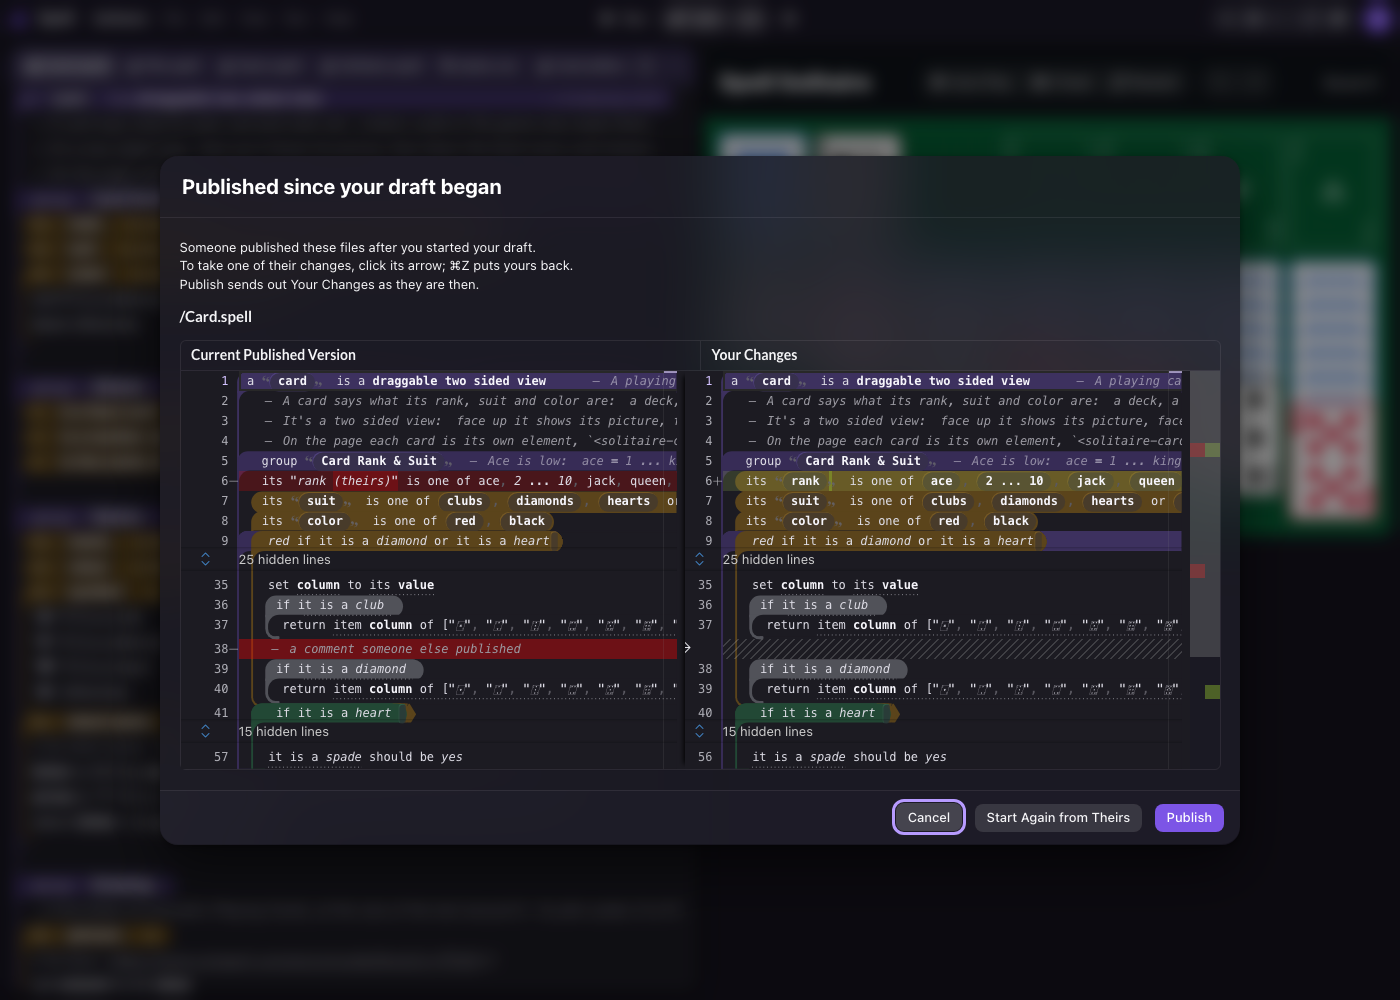 Published since your draft began
Someone published these files after you started your draft.
To take one of their changes, click its arrow; ⌘Z puts yours back.
Publish sends out Your Changes as they are then.
/Card.spell
Current Published Version
1 a “ card ” is a draggable two sided view — A playing
2 — A card says what its rank, suit and color are: a deck,
3 — It's a two sided view: face up it shows its picture,
4 — On the page each card is its own element, `<solitaire-c
5 group “ Card Rank & Suit ” — Ace is low: ace = 1 ... k
6 its "rank (theirs)" is one of ace, 2 ... 10, jack, queen,
7 its “ suit ” is one of clubs , diamonds , hearts or
8 its “ color ” is one of red , black
9 red if it is a diamond or it is a heart
25 hidden lines
35 set column to its value
36 if it is a club
37 return item column of ["
38 — a comment someone else published
39 if it is a diamond
40 return item column of ["
41 if it is a heart
15 hidden lines
57 it is a spade should be yes
Your Changes
1 a “ card ” is a draggable two sided view — A playing ca
2 — A card says what its rank, suit and color are: a deck, a
3 — It's a two sided view: face up it shows its picture, face
4 — On the page each card is its own element, `<solitaire-card
5 group “ Card Rank & Suit ” — Ace is low: ace = 1 ... king
6 its “ rank is one of ace 2 ... 10 jack queen
7 its “ suit ” is one of clubs , diamonds , hearts or
8 its “ color ” is one of red , black
9 red if it is a diamond or it is a heart
25 hidden lines
35 set column to its value
36 if it is a club
37 return item column of ["
38 if it is a diamond
39 return item column of ["
40 if it is a heart
15 hidden lines
56 it is a spade should be yes
Cancel
Start Again from Theirs
Publish